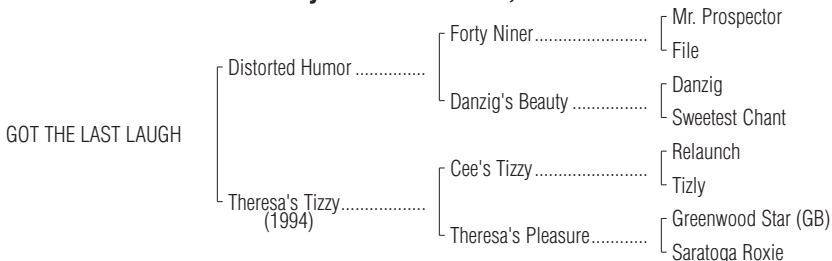 Mr. Prospector
Forty Niner
File
Distorted Humor
Danzig
Danzig's Beauty
Sweetest Chant
GOT THE LAST LAUGH
Relaunch
Cee's Tizzy
Tizly
Theresa's Tizzy
(1994)
Greenwood Star (GB)
Theresa's Pleasure
Saratoga Roxie